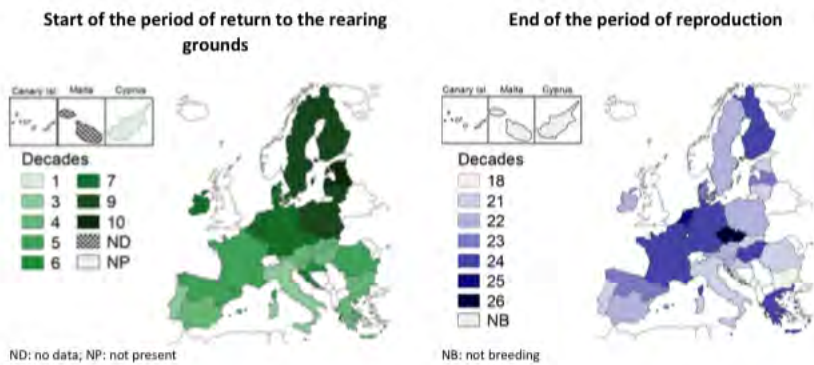 Start of the period of return to the rearing
grounds
Canary Isl.
Malta
Cyprus
Decades
1
3
4
5
6
7
9
10
ND
NP
ND: no data; NP: not present
End of the period of reproduction
Canary Isl.
Malta
Cyprus
Decades
18
21
22
23
24
25
26
NB
NB: not breeding